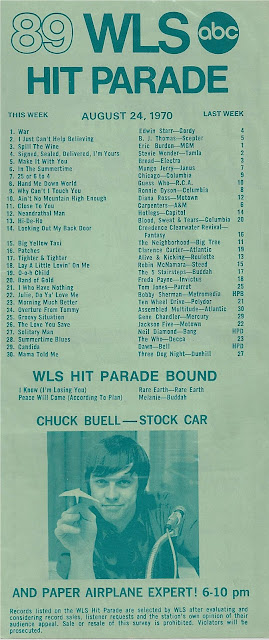 89 WLS abc
HIT PARADE
THIS WEEK AUGUST 24, 1970 LAST WEEK
1. War Edwin Starr—Gordy 4
2. I Just Can't Help Believing B. J. Thomas—Scepter 5
3. Spill The Wine Eric Burdon—MGM 1
4. Signed, Sealed, Delivered, I'm Yours Stevie Wonder—Tamla 2
5. Make It With You Bread—Electra 3
6. In The Summertime Mungo Jerry—Janus 7
7. 25 or 6 to 4 Chicago—Columbia
8. Hand Me Down World Guess Who—R.C.A. 10
9. Why Can't I Touch You Ronnie Dyson—Columbia
10. Ain't No Mountain High Enough Diana Ross—Motown 12
11. Close To You Carpenters—A&M
12. Neanderthal Man Hotlegs—Capitol 14
13. Hi-De-Ho Blood, Sweat & Tears—Columbia 20
14. Looking Out My Back Door Creedence Clearwater Revival—
Fantasy 16
15. Big Yellow Taxi The Neighborhood—Big Tree 11
16. Patches Clarence Carter—Atlantic 19
17. Tighter & Tighter Alive & Kicking—Roulette 13
18. Lay A Little Lovin' On Me Robin McNamara—Steed 15
19. O-o-h Child The 5 Stairsteps—Buddah 17
20. Band of Gold Freda Payne—Invictus 18
21. I Who Have Nothing Tom Jones—Parrot 25
22. Julie, Do Ya' Love Me Bobby Sherman—Metromedia HPB
23. Morning Much Better Ten Wheel Drive—Polydor 21
24. Overture From Tommy Assembled Multitude—Atlantic 30
25. Groovy Situation Gene Chandler—Mercury 29
26. The Love You Save Jackson Five—Motown 22
27. Solitary Man Neil Diamond—Bang HPB
28. Summertime Blues The Who—Decca 23
29. Candida Dawn—Bell HPB
30. Mama Told Me Three Dog Night—Dunhill 27
WLS HIT PARADE BOUND
I Know (I'm Losing You) Rare Earth—Rare Earth
Peace Will Come (According To Plan) Melanie—Buddah
CHUCK BUELL—STOCK CAR
AND PAPER AIRPLANE EXPERT! 6-10 pm
Records listed on the WLS Hit Parade are selected by WLS after evaluating and
considering record sales, listener requests and the station's own opinion of their
audience appeal. Sale or resale of this survey is prohibited. Violators will be
prosecuted.